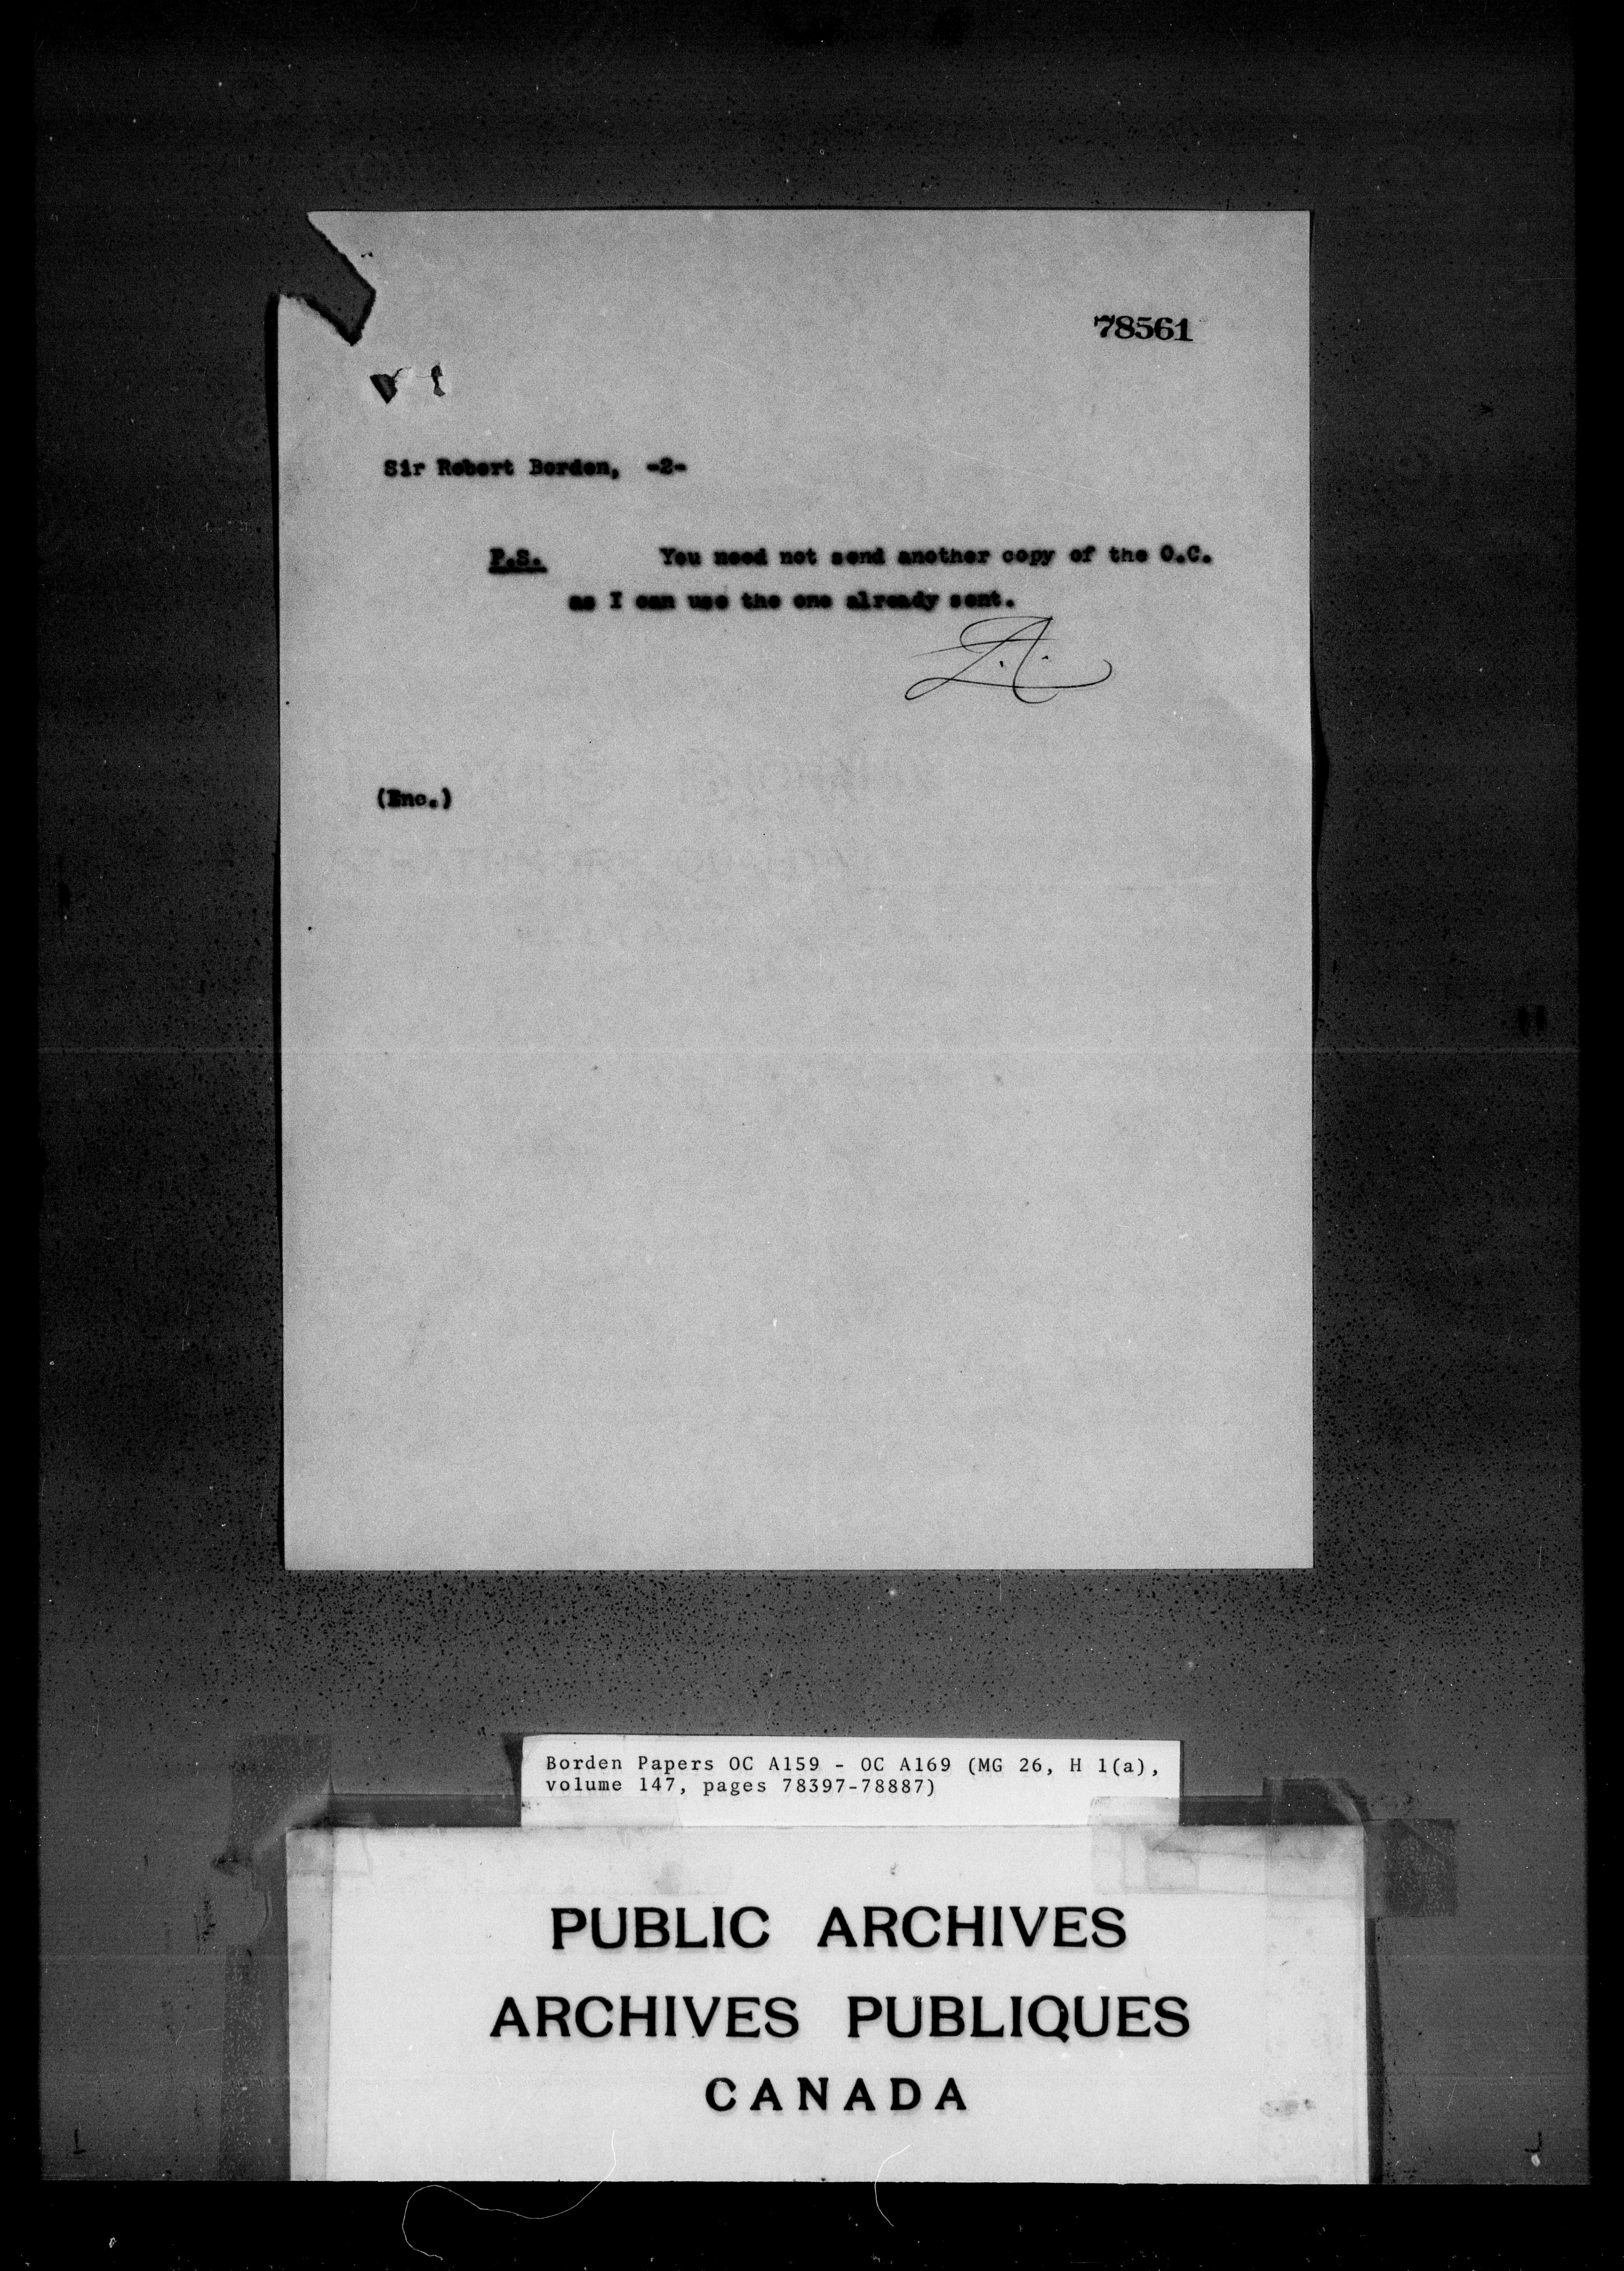 78561
Sir Robert Borden, -2-
P.S. You need not send another copy of the O.C.
as I can use the one already sent.
(Enc.)
Borden Papers OC A159 - OC A169 (MG 26, H 1(a),
volume 147, pages 78397-78887)
PUBLIC ARCHIVES
ARCHIVES PUBLIQUES
CANADA